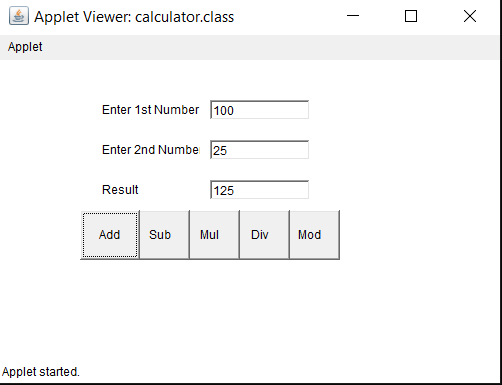 Applet Viewer: calculator.class
Applet
Enter 1st Number 100
Enter 2nd Numbe 25
Result 125
Add Sub Mul Div Mod
Applet started.